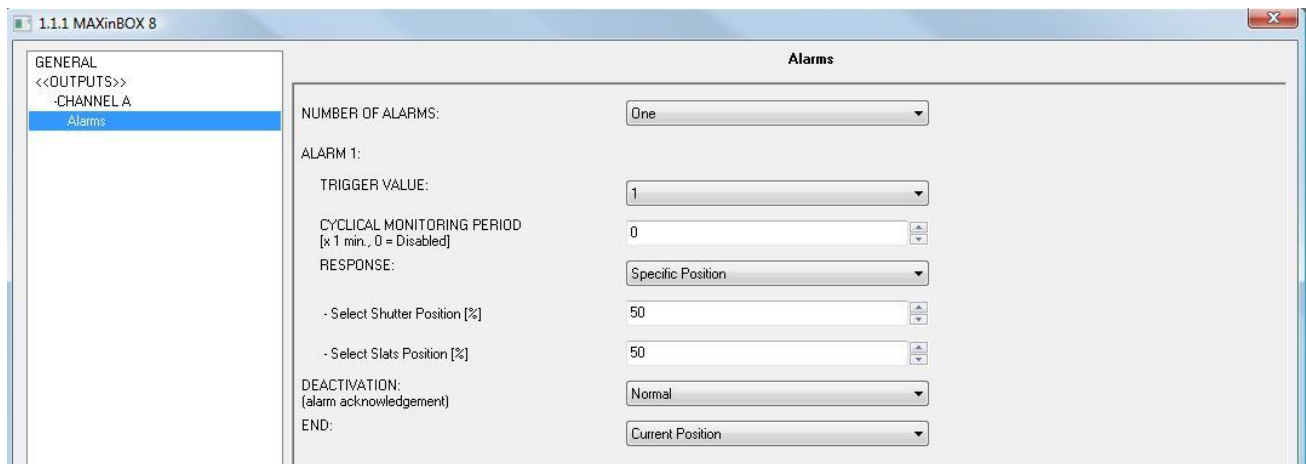 1.1.1 MAXinBOX 8
GENERAL
<<OUTPUTS>>
-CHANNEL A
Alarms
Alarms
NUMBER OF ALARMS: One
ALARM 1:
TRIGGER VALUE: 1
CYCLICAL MONITORING PERIOD
[x 1 min., 0 = Disabled] 0
RESPONSE: Specific Position
- Select Shutter Position [%] 50
- Select Slats Position [%] 50
DEACTIVATION:
(alarm acknowledgement) Normal
END: Current Position